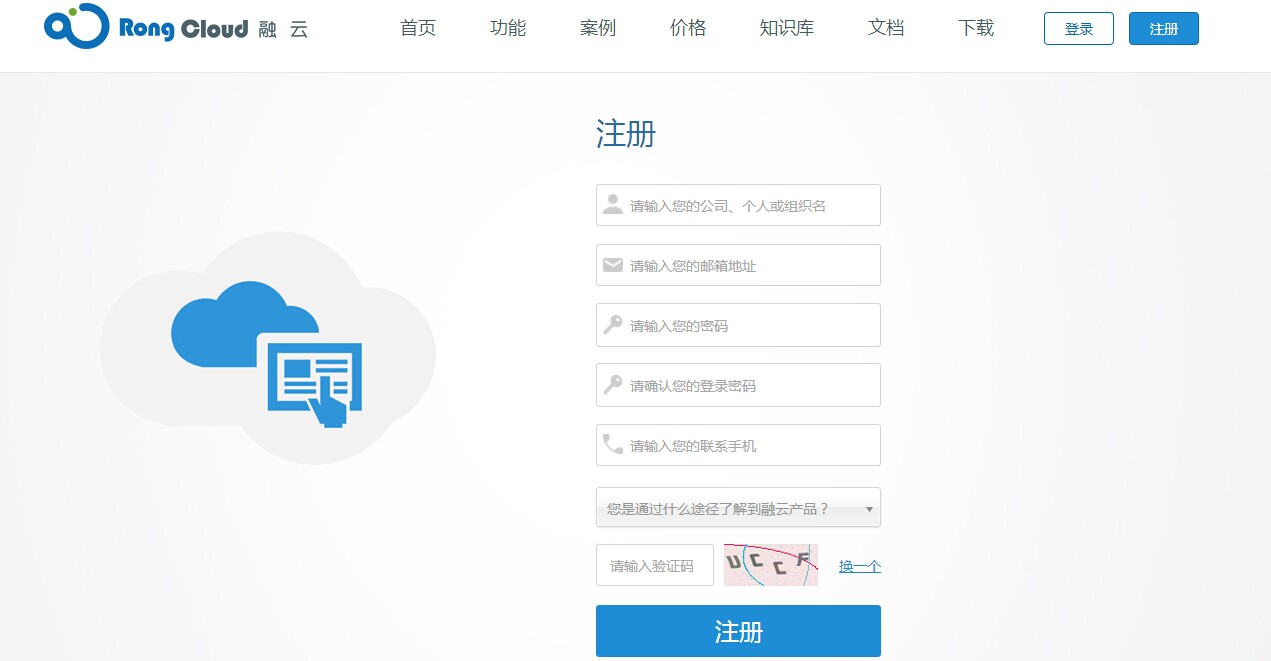 Rong Cloud 融 云
首页 功能 案例 价格 知识库 文档 下载 登录 注册
注册
请输入您的公司、个人或组织名
请输入您的邮箱地址
请输入您的密码
请确认您的登录密码
请输入您的联系手机
您是通过什么途径了解到融云产品？
请输入验证码 UCCF 换一个
注册